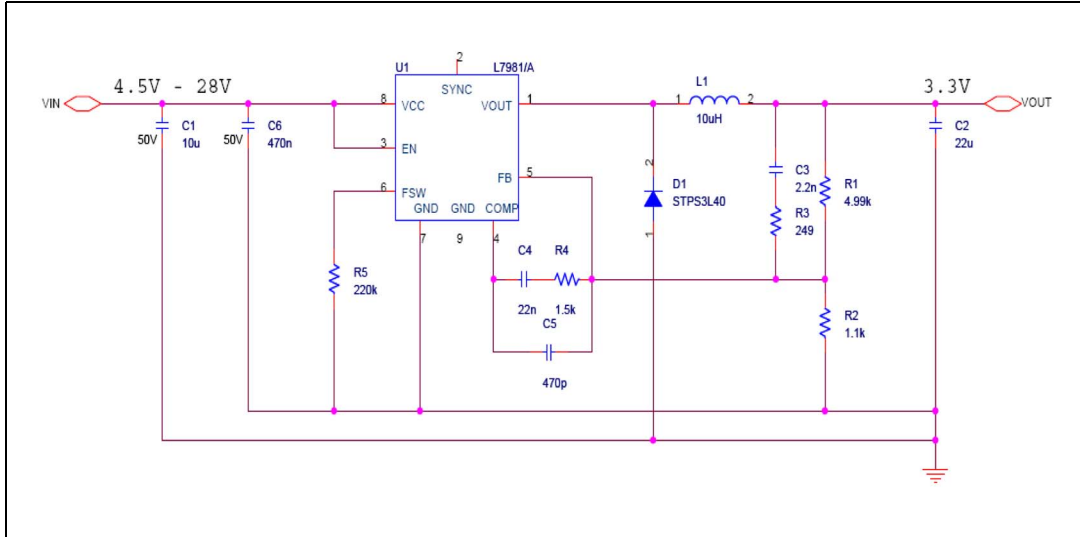 4.5V - 28V
VIN
C1
10u
50V
C6
470n
50V
U1
L7981/A
2
SYNC
8
VCC
VOUT
1
3
EN
FB
5
6
FSW
GND
GND
COMP
7
9
4
R5
220k
C4
22n
R4
1.5k
C5
470p
2
D1
STPS3L40
1
L1
1
2
10uH
C3
2.2n
R3
249
R1
4.99k
R2
1.1k
3.3V
VOUT
C2
22u